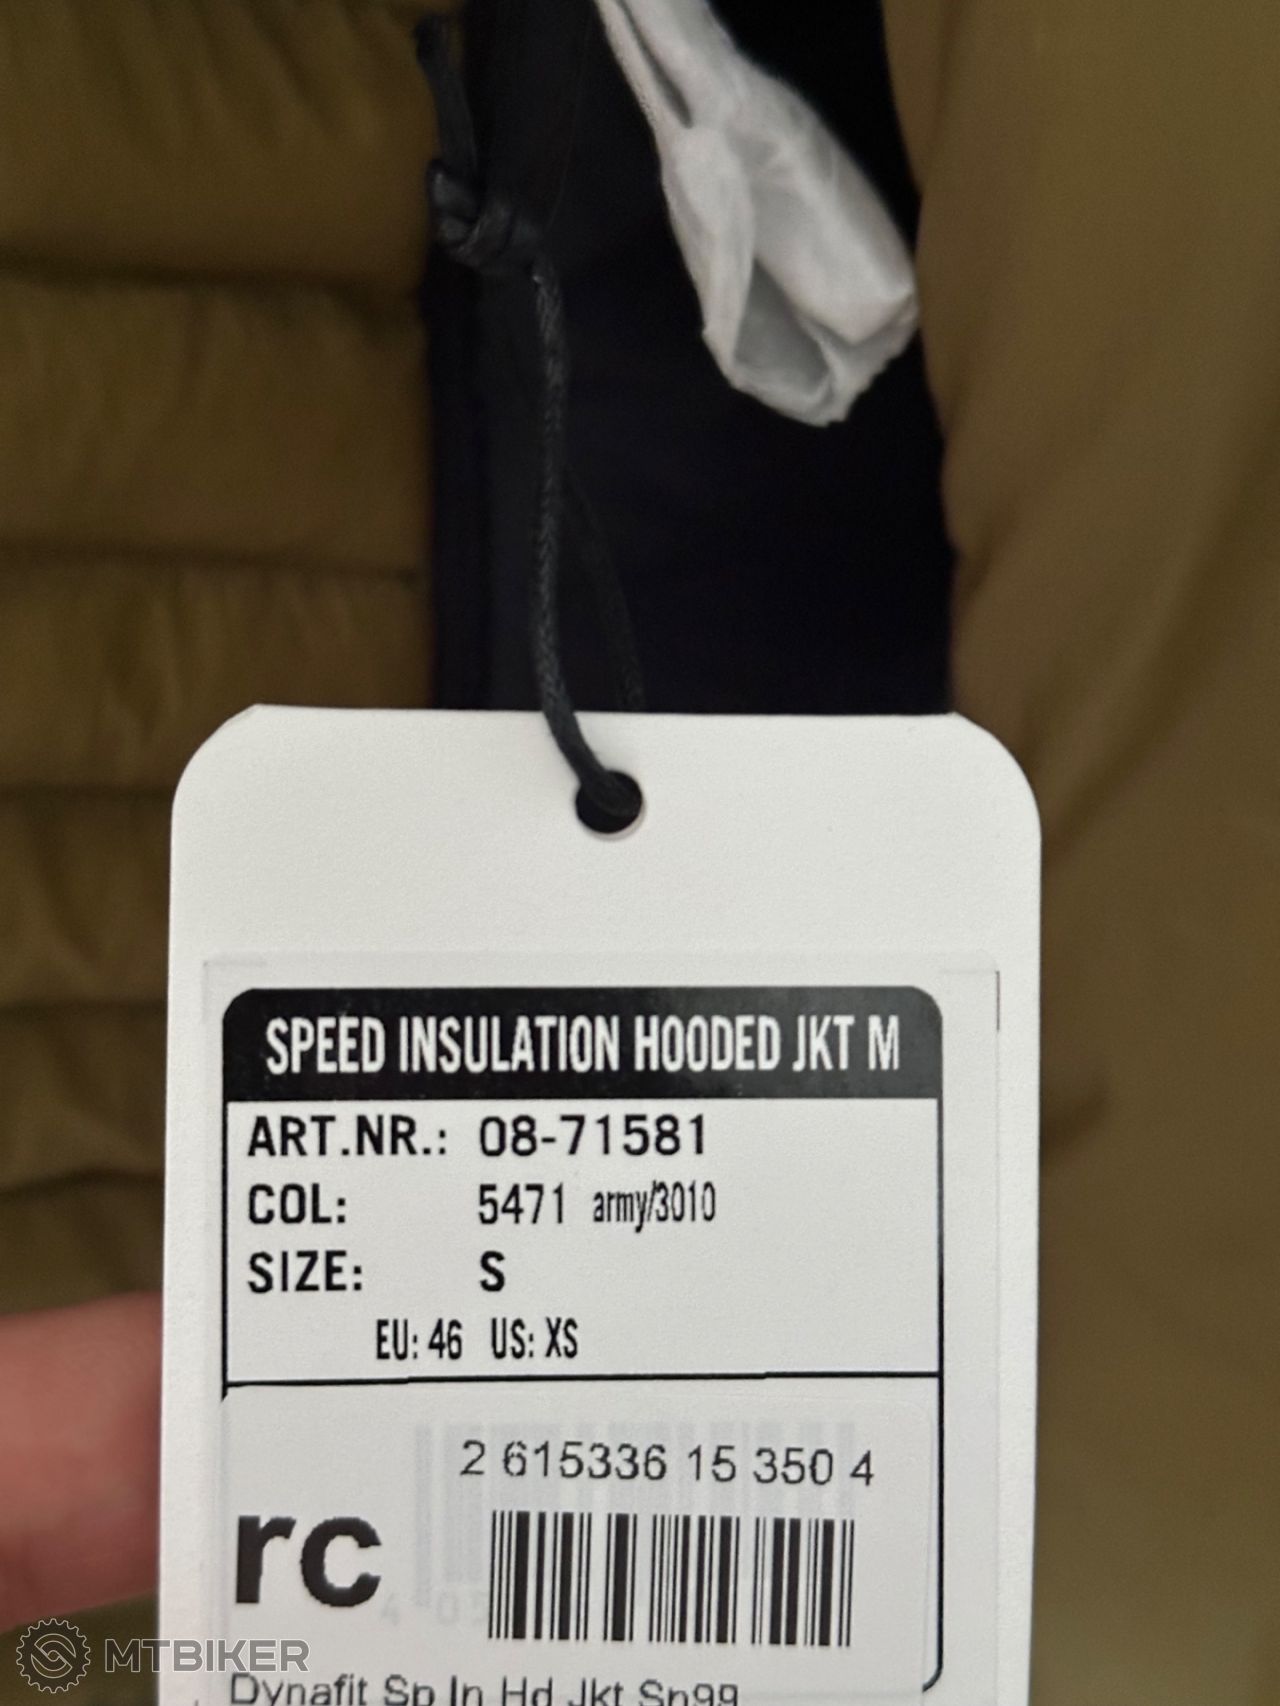 SPEED INSULATION HOODED JKT M
ART.NR.: 08-71581
COL: 5471 army/3010
SIZE: S
EU: 46 US: XS
2 615336 15 350 4
rc
MTBIKER
Dynafit Sp In Hd Jkt Sn99